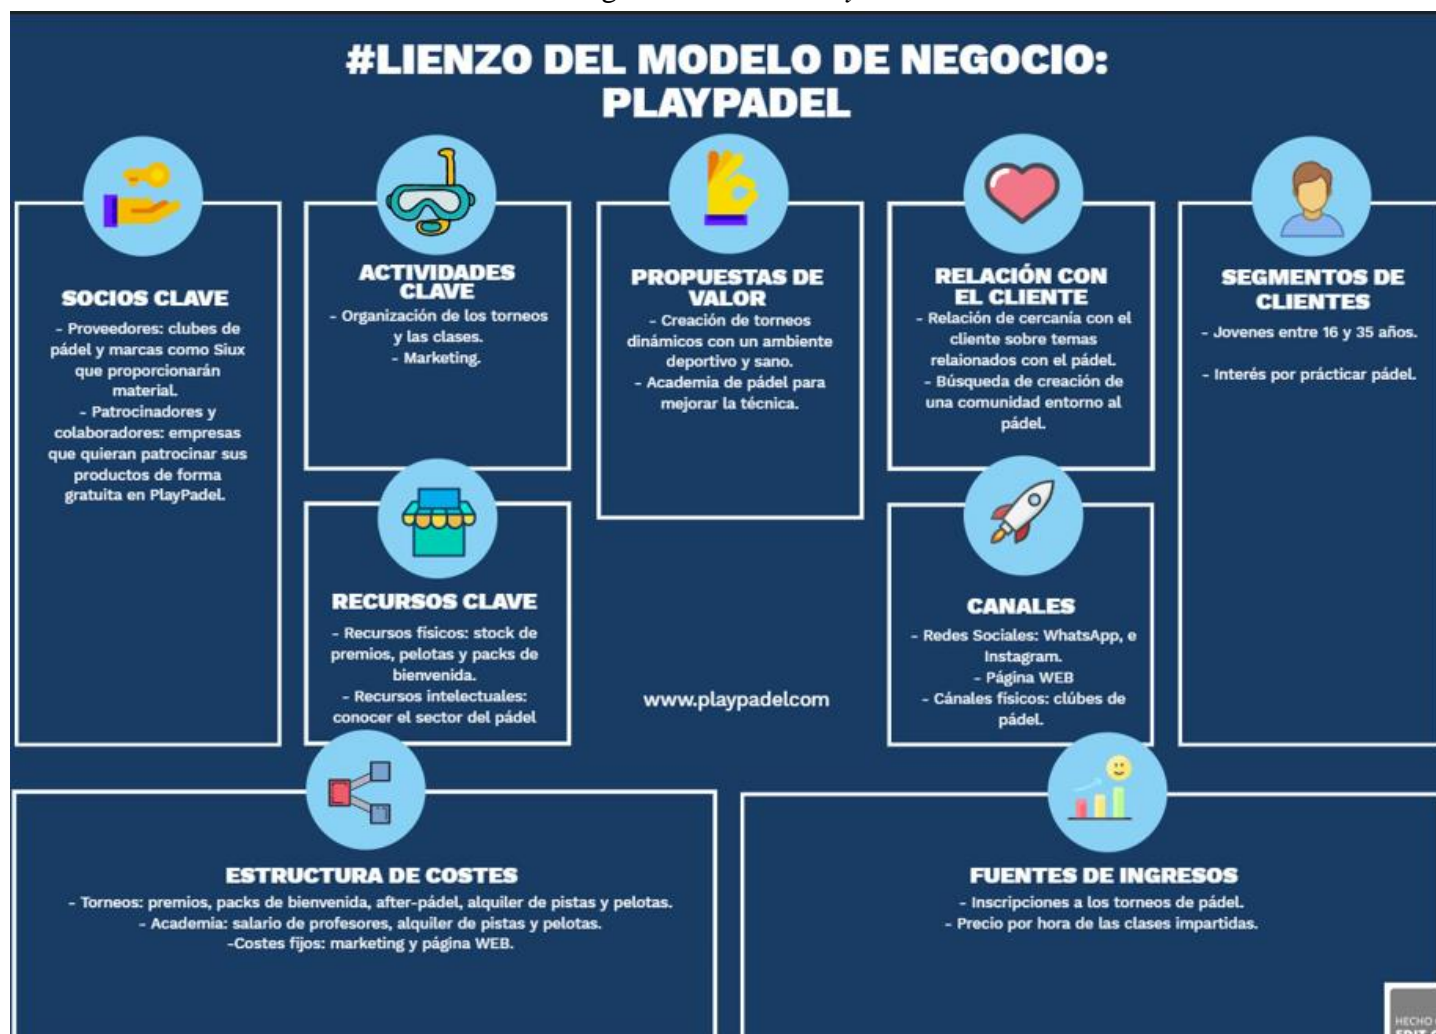 #LIENZO DEL MODELO DE NEGOCIO:
PLAYPADEL
SOCIOS CLAVE
- Proveedores: clubes de
pádel y marcas como Siux
que proporcionarán
material.
- Patrocinadores y
colaboradores: empresas
que quieran patrocinar sus
productos de forma
gratuita en PlayPadel.
ACTIVIDADES
CLAVE
- Organización de los torneos
y las clases.
- Marketing.
RECURSOS CLAVE
- Recursos físicos: stock de
premios, pelotas y packs de
bienvenida.
- Recursos intelectuales:
conocer el sector del pádel
PROPUESTAS DE
VALOR
- Creación de torneos
dinámicos con un ambiente
deportivo y sano.
- Academia de pádel para
mejorar la técnica.
www.playpadelcom
RELACIÓN CON
EL CLIENTE
- Relación de cercanía con el
cliente sobre temas
relaionados con el pádel.
- Búsqueda de creación de
una comunidad entorno al
pádel.
CANALES
- Redes Sociales: WhatsApp, e
Instagram.
- Página WEB
- Cánales físicos: clúbes de
pádel.
SEGMENTOS DE
CLIENTES
- Jovenes entre 16 y 35 años.
- Interés por prácticar pádel.
ESTRUCTURA DE COSTES
- Torneos: premios, packs de bienvenida, after-pádel, alquiler de pistas y pelotas.
- Academia: salario de profesores, alquiler de pistas y pelotas.
-Costes fijos: marketing y página WEB.
FUENTES DE INGRESOS
- Inscripciones a los torneos de pádel.
- Precio por hora de las clases impartidas.
HECHO